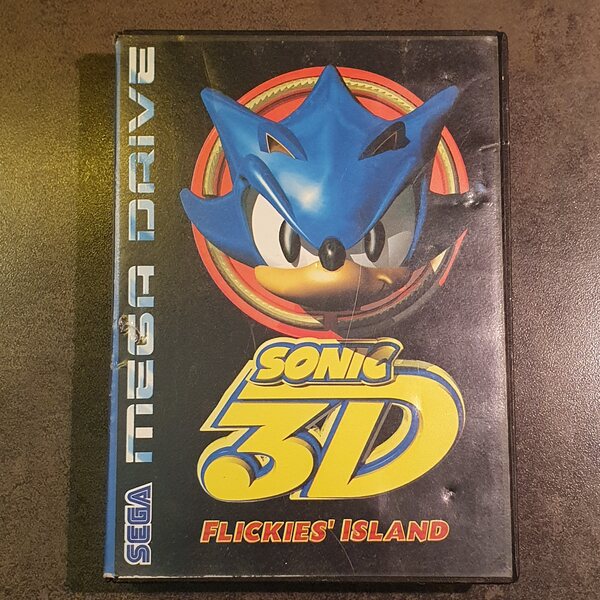 SEGA MEGA DRIVE
SONIC
3D
FLICKIES' ISLAND